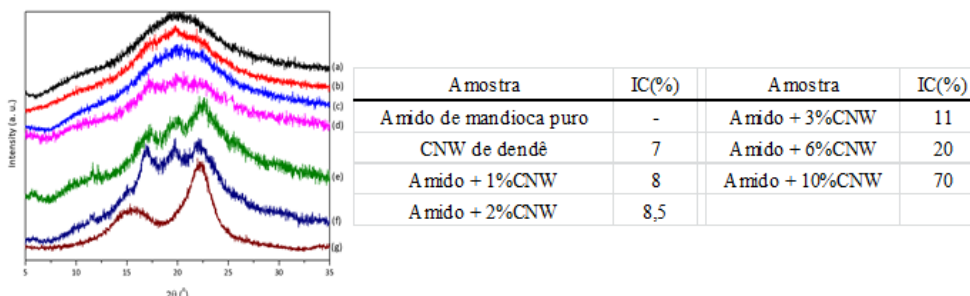 Intensity (a. u.)
(a)
(b)
(c)
(d)
(e)
(f)
(g)
5 10 15 20 25 30 35
2θ (°)
Amostra IC(%) Amostra IC(%)
Amido de mandioca puro - Amido + 3%CNW 11
CNW de dendê 7 Amido + 6%CNW 20
Amido + 1%CNW 8 Amido + 10%CNW 70
Amido + 2%CNW 8,5